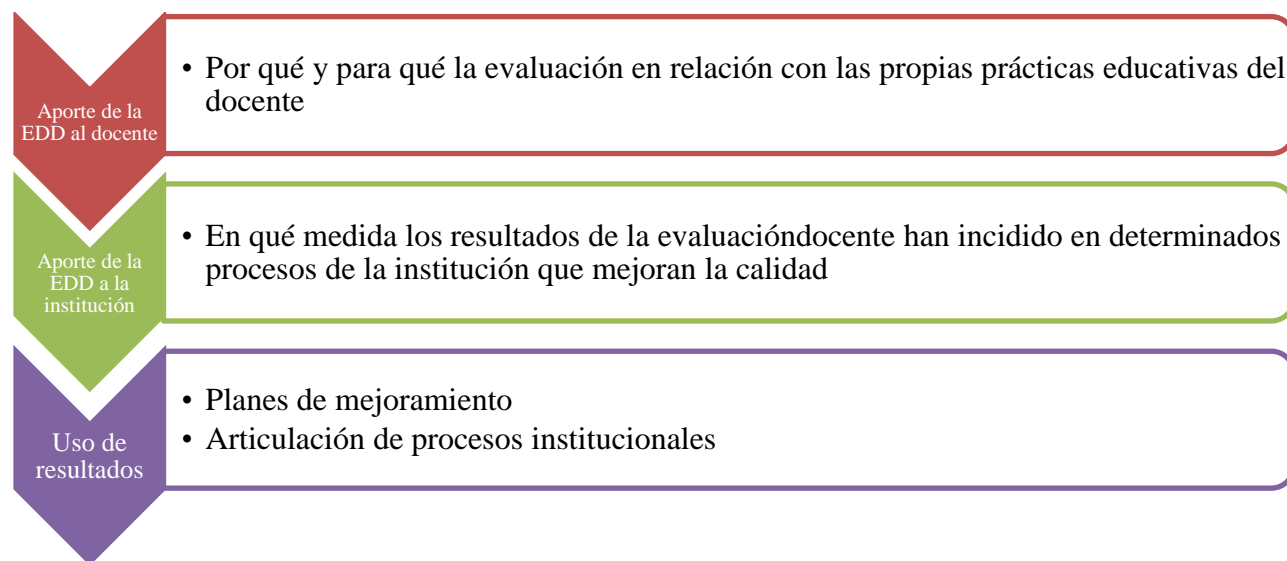 Aporte de la
EDD al docente
• Por qué y para qué la evaluación en relación con las propias prácticas educativas del
docente
Aporte de la
EDD a la
institución
• En qué medida los resultados de la evaluacióndocente han incidido en determinados
procesos de la institución que mejoran la calidad
Uso de
resultados
• Planes de mejoramiento
• Articulación de procesos institucionales